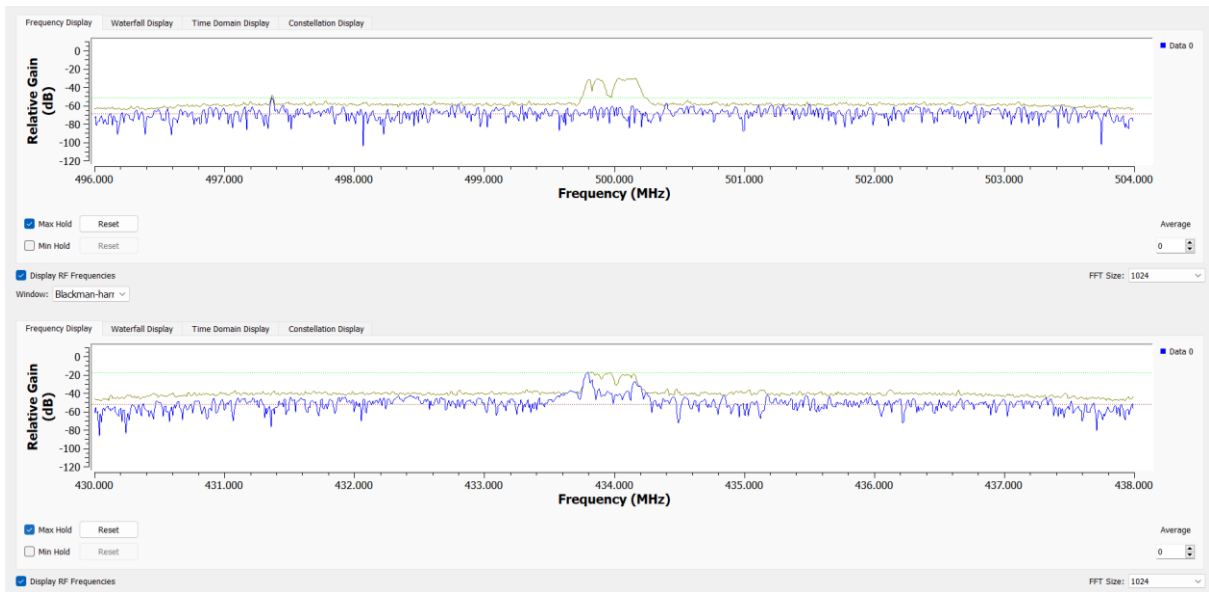 Frequency Display Waterfall Display Time Domain Display Constellation Display
Relative Gain
(dB)
0
-20
-40
-60
-80
-100
-120
Data 0
496.000 497.000 498.000 499.000 500.000 501.000 502.000 503.000 504.000
Frequency (MHz)
Max Hold Reset Average
Min Hold Reset 0
Display RF Frequencies FFT Size: 1024
Window: Blackman-harr
Frequency Display Waterfall Display Time Domain Display Constellation Display
Relative Gain
(dB)
0
-20
-40
-60
-80
-100
-120
Data 0
430.000 431.000 432.000 433.000 434.000 435.000 436.000 437.000 438.000
Frequency (MHz)
Max Hold Reset Average
Min Hold Reset 0
Display RF Frequencies FFT Size: 1024